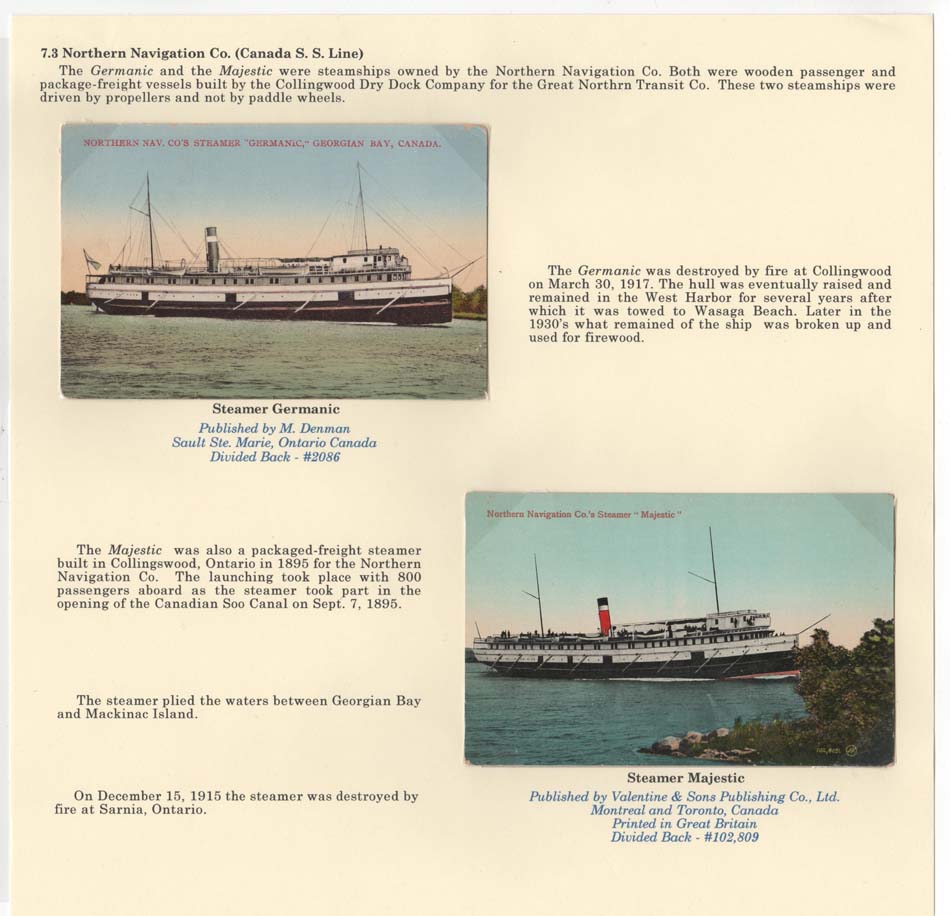 7.3 Northern Navigation Co. (Canada S. S. Line)
The Germanic and the Majestic were steamships owned by the Northern Navigation Co. Both were wooden passenger and
package-freight vessels built by the Collingwood Dry Dock Company for the Great Northrn Transit Co. These two steamships were
driven by propellers and not by paddle wheels.
NORTHERN NAV. CO'S STEAMER "GERMANIC," GEORGIAN BAY, CANADA.
The Germanic was destroyed by fire at Collingwood
on March 30, 1917. The hull was eventually raised and
remained in the West Harbor for several years after
which it was towed to Wasaga Beach. Later in the
1930's what remained of the ship was broken up and
used for firewood.
Steamer Germanic
Published by M. Denman
Sault Ste. Marie, Ontario Canada
Divided Back - #2086
Northern Navigation Co.'s Steamer "Majestic"
The Majestic was also a packaged-freight steamer
built in Collingswood, Ontario in 1895 for the Northern
Navigation Co. The launching took place with 800
passengers aboard as the steamer took part in the
opening of the Canadian Soo Canal on Sept. 7, 1895.
The steamer plied the waters between Georgian Bay
and Mackinac Island.
On December 15, 1915 the steamer was destroyed by
fire at Sarnia, Ontario.
Steamer Majestic
Published by Valentine & Sons Publishing Co., Ltd.
Montreal and Toronto, Canada
Printed in Great Britain
Divided Back - #102,809